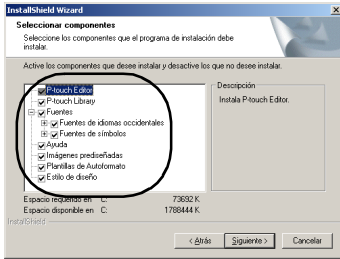 InstallShield Wizard
Seleccionar componentes
Seleccione los componentes que el programa de instalación debe
instalar.
Active los componentes que desee instalar y desactive los que no desee instalar.
P-touch Editor
P-touch Library
Fuentes
Fuentes de idiomas occidentales
Fuentes de símbolos
Ayuda
Imágenes prediseñadas
Plantillas de Autoformato
Estilo de diseño
Descripción
Instala P-touch Editor.
Espacio requerido en C: 73692 K
Espacio disponible en C: 1788444 K
InstallShield
< Atrás Siguiente > Cancelar